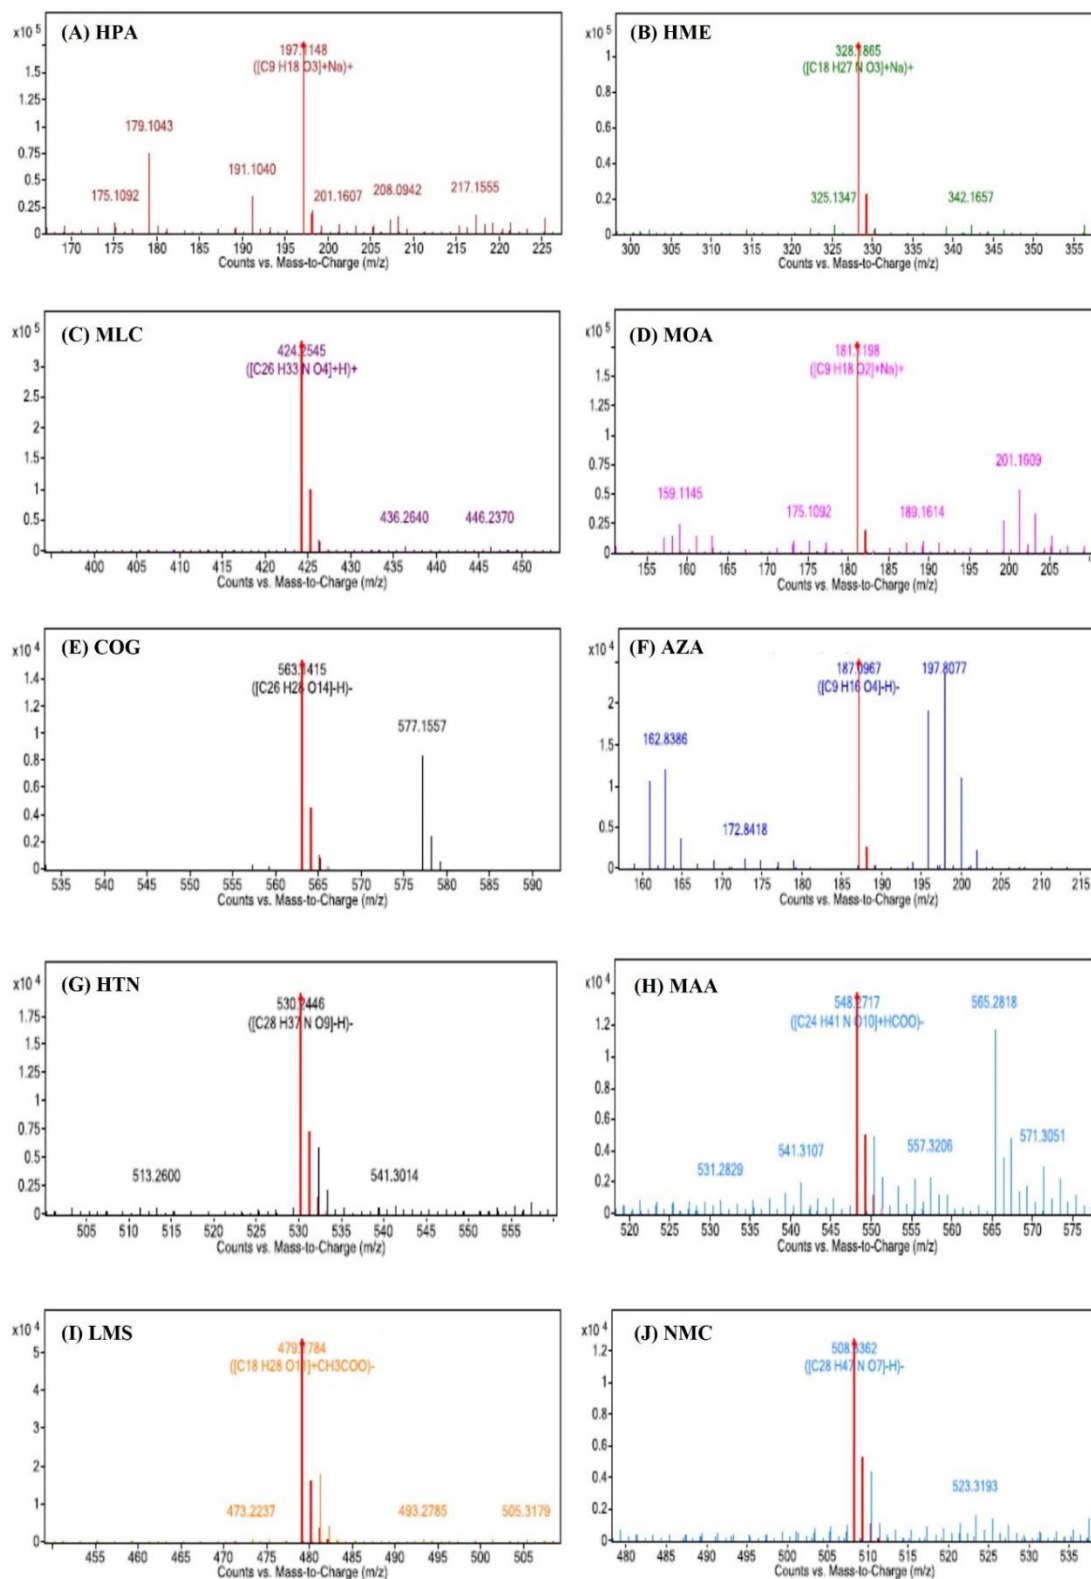 (A) HPA
x10 5
197.1148
([C9 H18 O3]+Na)+
1.5
1
179.1043
0.75
191.1040
0.5
175.1092
201.1607
208.0942
217.1555
0.25
0
170 175 180 185 190 195 200 205 210 215 220 225
Counts vs. Mass-to-Charge (m/z)
(B) HME
x10 5
328.1865
([C18 H27 N O3]+Na)+
1
0.8
0.6
0.4
0.2
325.1347
342.1657
0
300 305 310 315 320 325 330 335 340 345 350 355
Counts vs. Mass-to-Charge (m/z)
(C) MLC
x10 5
424.2545
([C26 H33 N O4]+H)+
3
2.5
2
1.5
1
0.5
436.2640
446.2370
0
400 405 410 415 420 425 430 435 440 445 450
Counts vs. Mass-to-Charge (m/z)
(D) MOA
x10 5
181.1198
([C9 H18 O2]+Na)+
1.5
1.25
1
0.75
201.1609
0.5
159.1145
175.1092
189.1614
0.25
0
155 160 165 170 175 180 185 190 195 200 205
Counts vs. Mass-to-Charge (m/z)
(E) COG
x10 4
563.1415
([C26 H28 O14]-H)-
1.4
1.2
1
577.1557
0.8
0.6
0.4
0.2
0
535 540 545 550 555 560 565 570 575 580 585 590
Counts vs. Mass-to-Charge (m/z)
(F) AZA
x10 4
187.0967
([C9 H16 O4]-H)-
197.8077
2
1.5
162.8386
1
172.8418
0.5
0
160 165 170 175 180 185 190 195 200 205 210 215
Counts vs. Mass-to-Charge (m/z)
(G) HTN
x10 4
530.2446
([C28 H37 N O9]-H)-
1.75
1.5
1.25
1
0.75
0.5
513.2600
541.3014
0.25
0
505 510 515 520 525 530 535 540 545 550 555
Counts vs. Mass-to-Charge (m/z)
(H) MAA
x10 4
548.2717
([C24 H41 N O10]+HCOO)-
565.2818
1.2
1
0.8
0.6
0.4
531.2829
541.3107
557.3206
571.3051
0.2
0
520 525 530 535 540 545 550 555 560 565 570 575
Counts vs. Mass-to-Charge (m/z)
(I) LMS
x10 4
479.1784
([C18 H28 O11]+CH3COO)-
5
4
3
2
1
473.2237
493.2785
505.3179
0
455 460 465 470 475 480 485 490 495 500 505
Counts vs. Mass-to-Charge (m/z)
(J) NMC
x10 4
508.3362
([C28 H47 N O7]-H)-
1.2
1
0.8
0.6
0.4
523.3193
0.2
0
480 485 490 495 500 505 510 515 520 525 530 535
Counts vs. Mass-to-Charge (m/z)